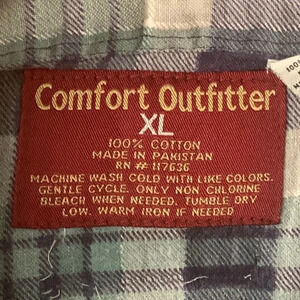 Comfort Outfitter
XL
100% COTTON
MADE IN PAKISTAN
RN # 117636
MACHINE WASH COLD WITH LIKE COLORS.
GENTLE CYCLE. ONLY NON CHLORINE
BLEACH WHEN NEEDED. TUMBLE DRY
LOW. WARM IRON IF NEEDED